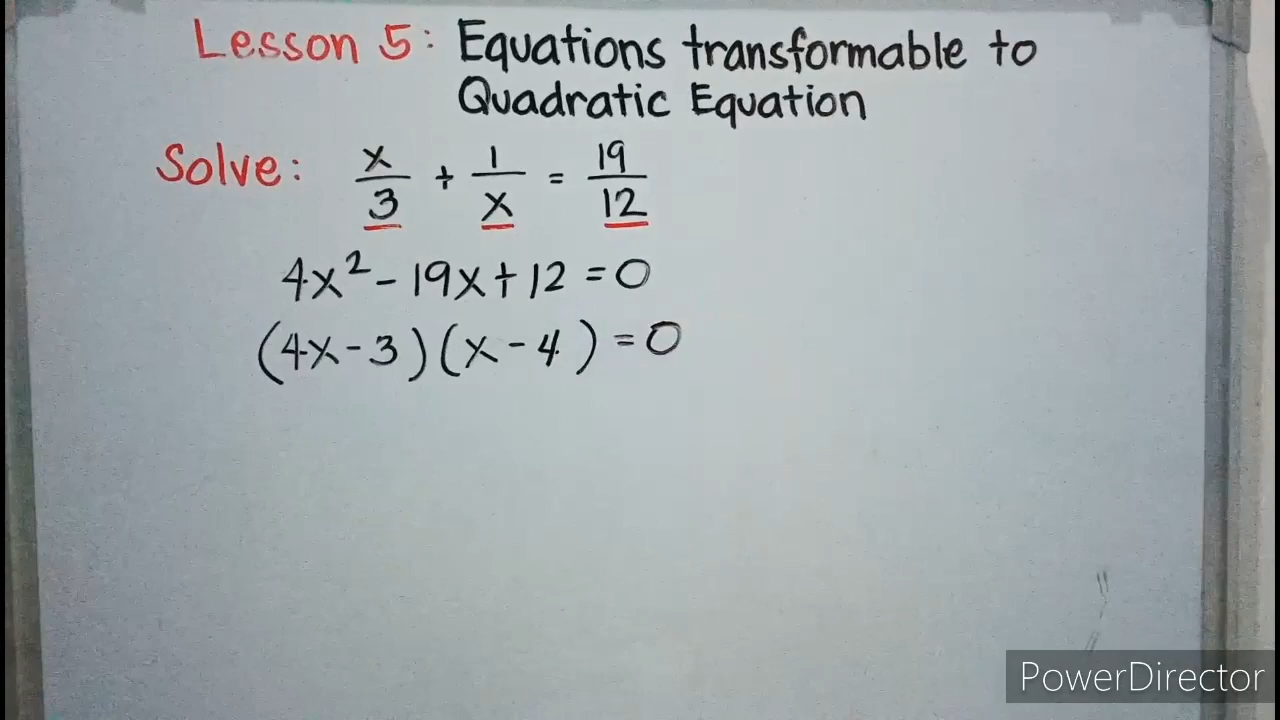 Lesson 5: Equations transformable to
Quadratic Equation
Solve: x/3 + 1/x = 19/12
4x² - 19x + 12 = 0
(4x - 3)(x - 4) = 0
PowerDirector